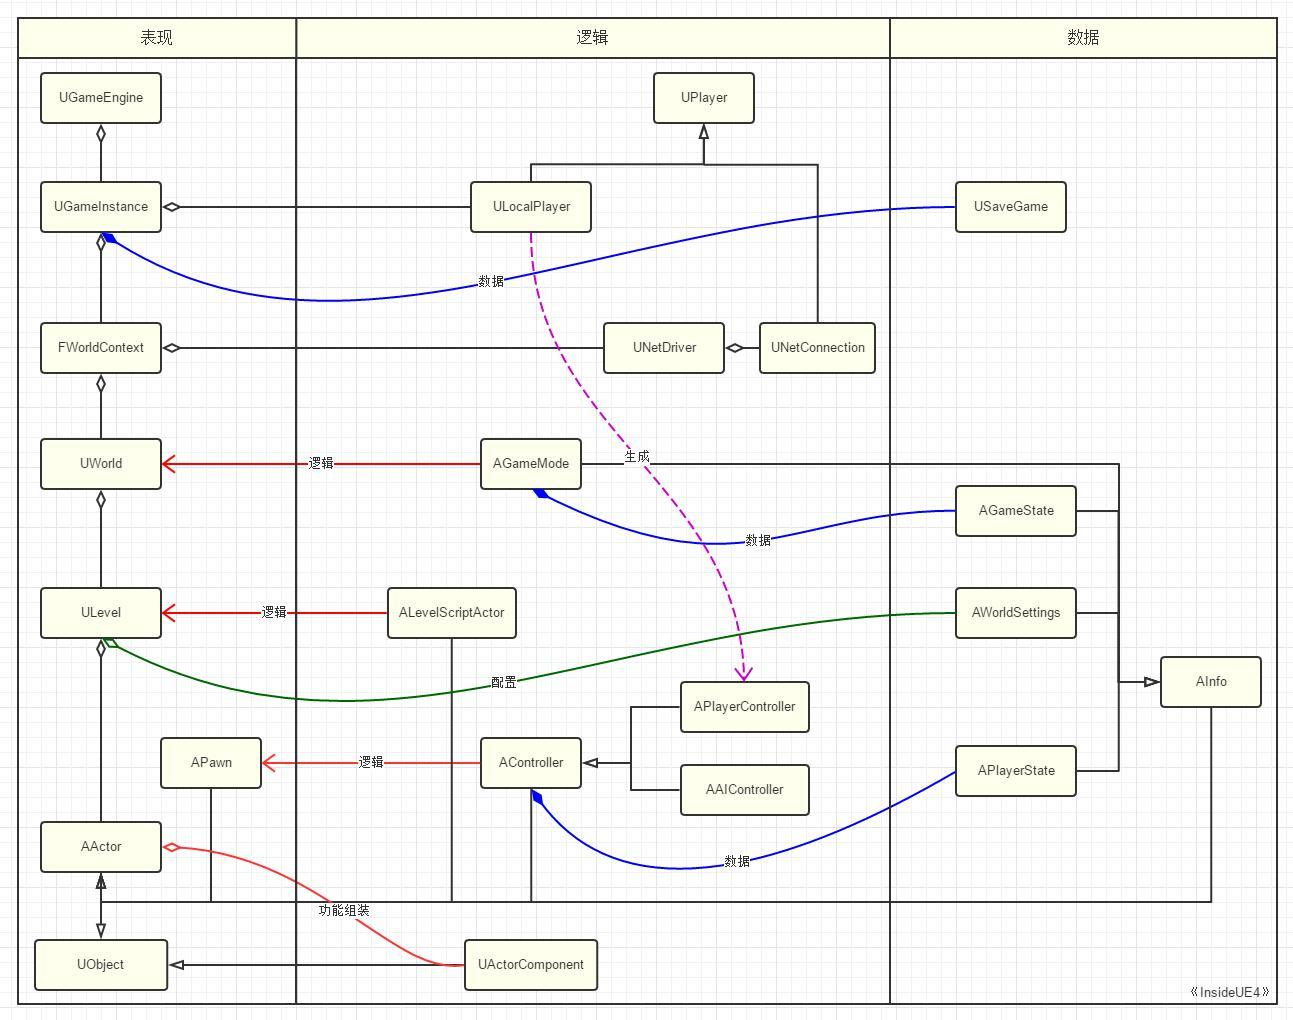 表现
逻辑
数据
UGameEngine
UPlayer
UGameInstance
ULocalPlayer
USaveGame
数据
FWorldContext
UNetDriver
UNetConnection
生成
UWorld
逻辑
AGameMode
AGameState
数据
ULevel
逻辑
ALevelScriptActor
AWorldSettings
配置
AInfo
APlayerController
APawn
逻辑
AController
APlayerState
AAIController
AActor
数据
功能组装
UObject
UActorComponent
《InsideUE4》